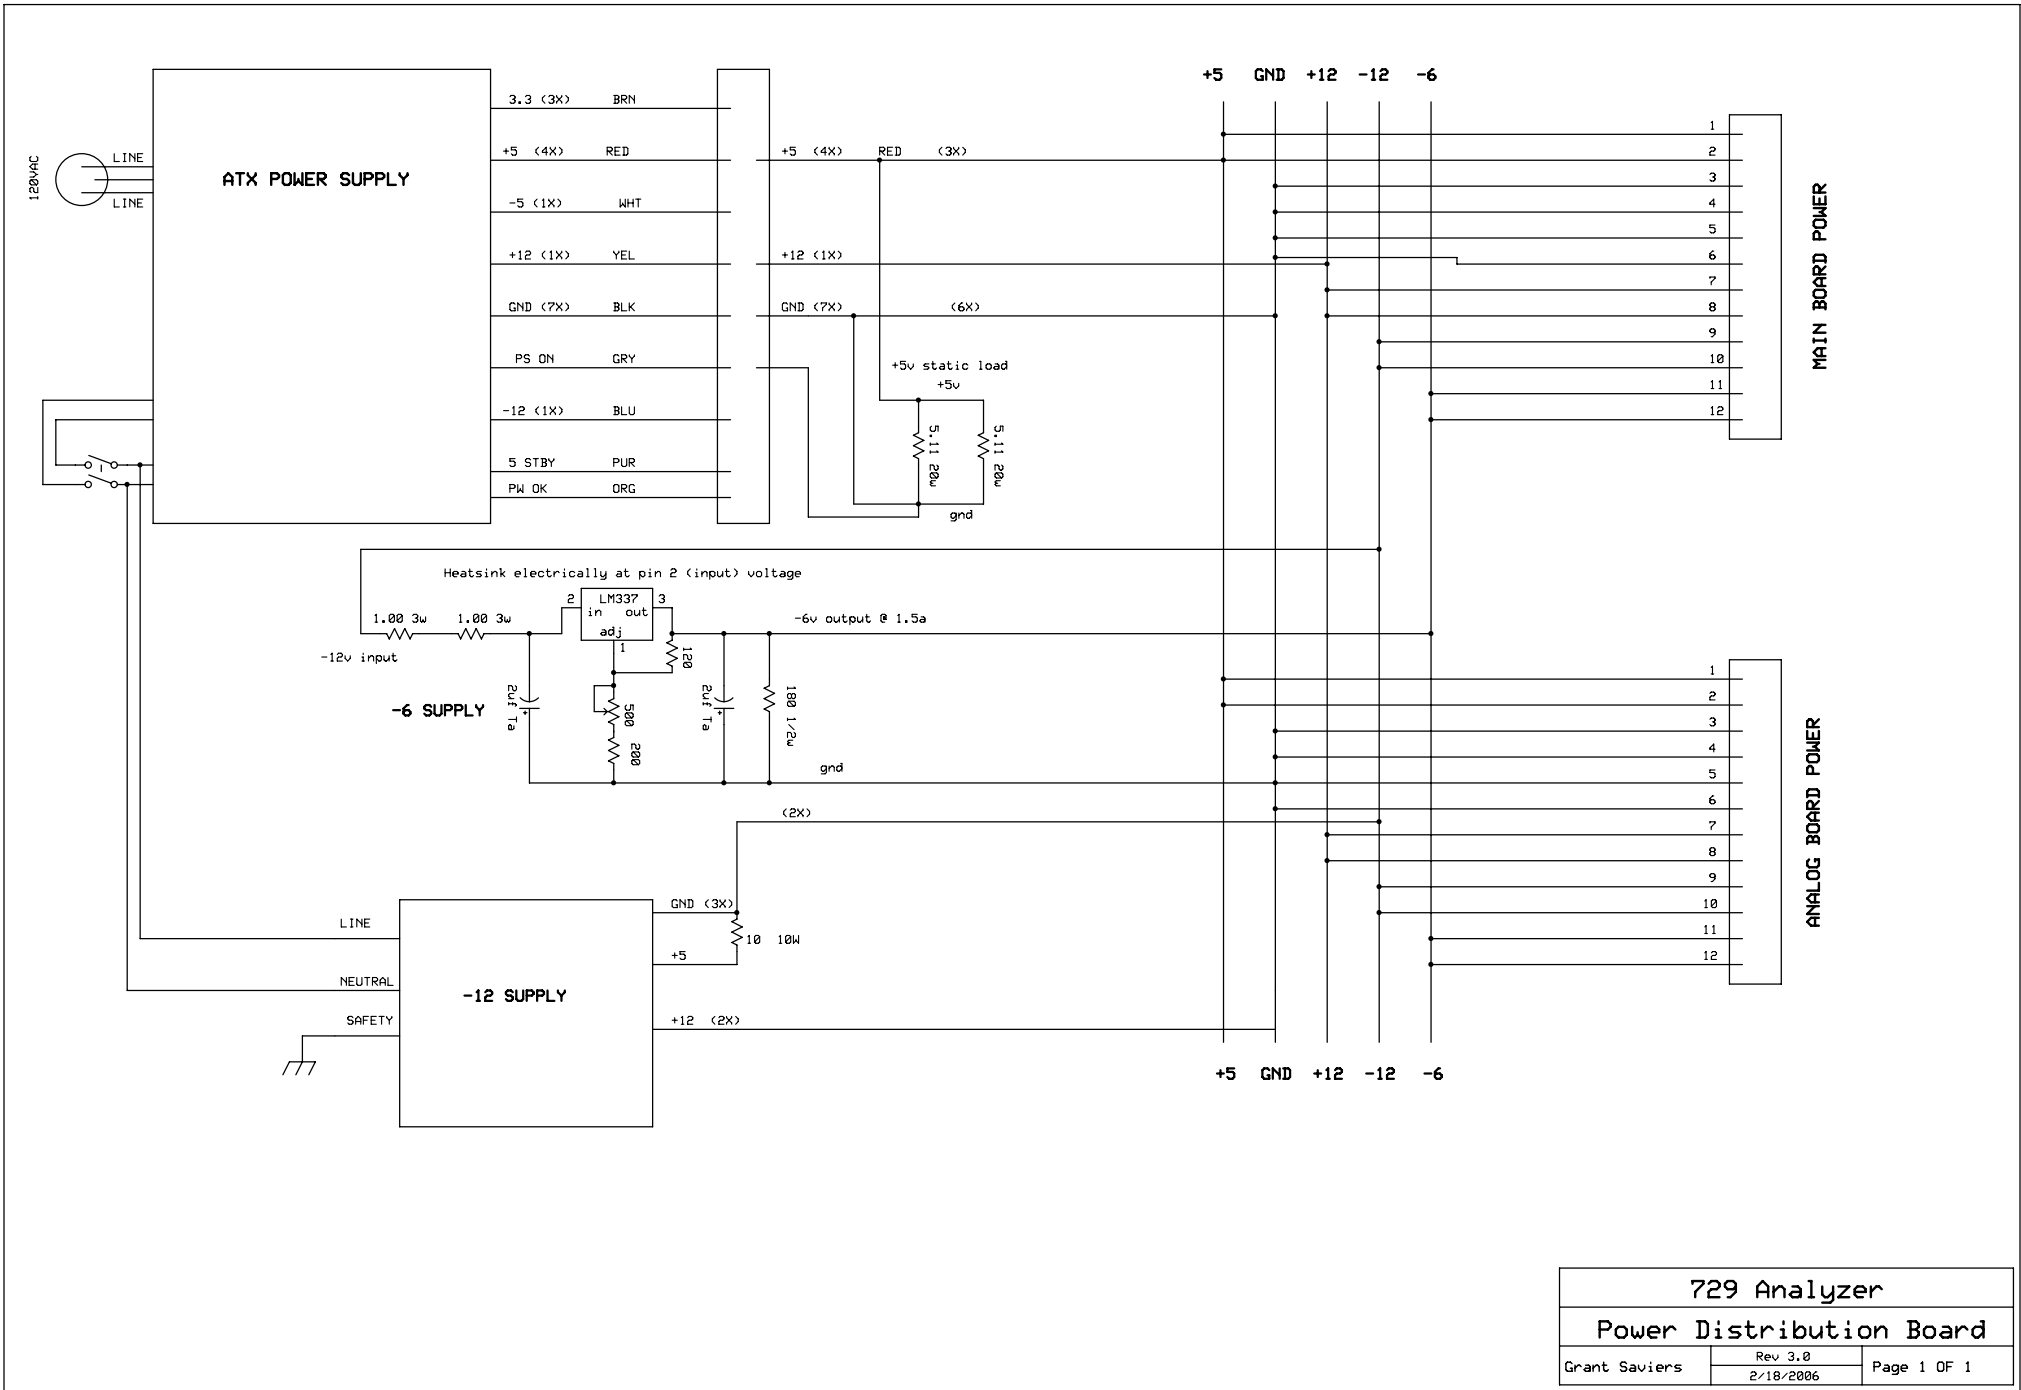 +5 GND +12 -12 -6
3.3 (3X) BRN
1
+5 (4X) RED
+5 (4X) RED (3X)
2
120VAC
LINE
ATX POWER SUPPLY
3
LINE
-5 (1X) WHT
4
5
+12 (1X) YEL
+12 (1X)
6
MAIN BOARD POWER
7
GND (7X) BLK
GND (7X) (6X)
8
9
PS ON GRY
+5v static load
10
+5v
11
-12 (1X) BLU
12
5.11 20w
5.11 20w
5 STBY PUR
PW OK ORG
gnd
Heatsink electrically at pin 2 (input) voltage
2
LM337
3
in out
1.00 3w
1.00 3w
-6v output @ 1.5a
adj
1
120
-12v input
1
-6 SUPPLY
2uf Ta
+
500
200
2uf Ta
+
180 1/2w
2
3
4
gnd
5
ANALOG BOARD POWER
6
(2X)
7
8
9
GND (3X)
10
LINE
10 10W
11
+5
12
NEUTRAL
-12 SUPPLY
SAFETY
+12 (2X)
+5 GND +12 -12 -6
729 Analyzer
Power Distribution Board
Grant Saviers
Rev 3.0
2/18/2006
Page 1 OF 1